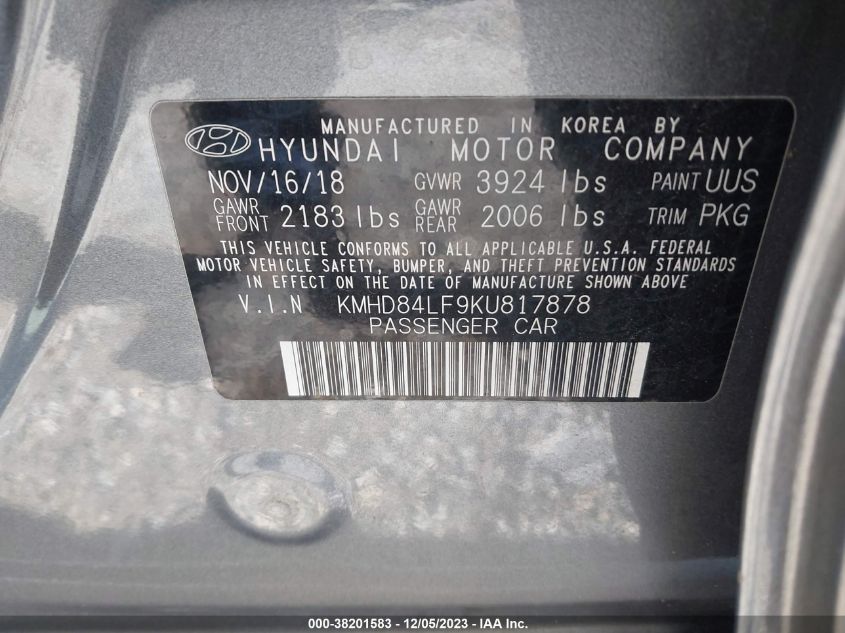 MANUFACTURED IN KOREA BY
HYUNDAI MOTOR COMPANY
NOV/16/18 GVWR 3924 lbs PAINT UUS
GAWR FRONT 2183 lbs GAWR REAR 2006 lbs TRIM PKG
THIS VEHICLE CONFORMS TO ALL APPLICABLE U.S.A. FEDERAL
MOTOR VEHICLE SAFETY, BUMPER, AND THEFT PREVENTION STANDARDS
IN EFFECT ON THE DATE OF MANUFACTURE SHOWN ABOVE
V.I.N KMHD84LF9KU817878
PASSENGER CAR
000-38201583 - 12/05/2023 - IAA Inc.